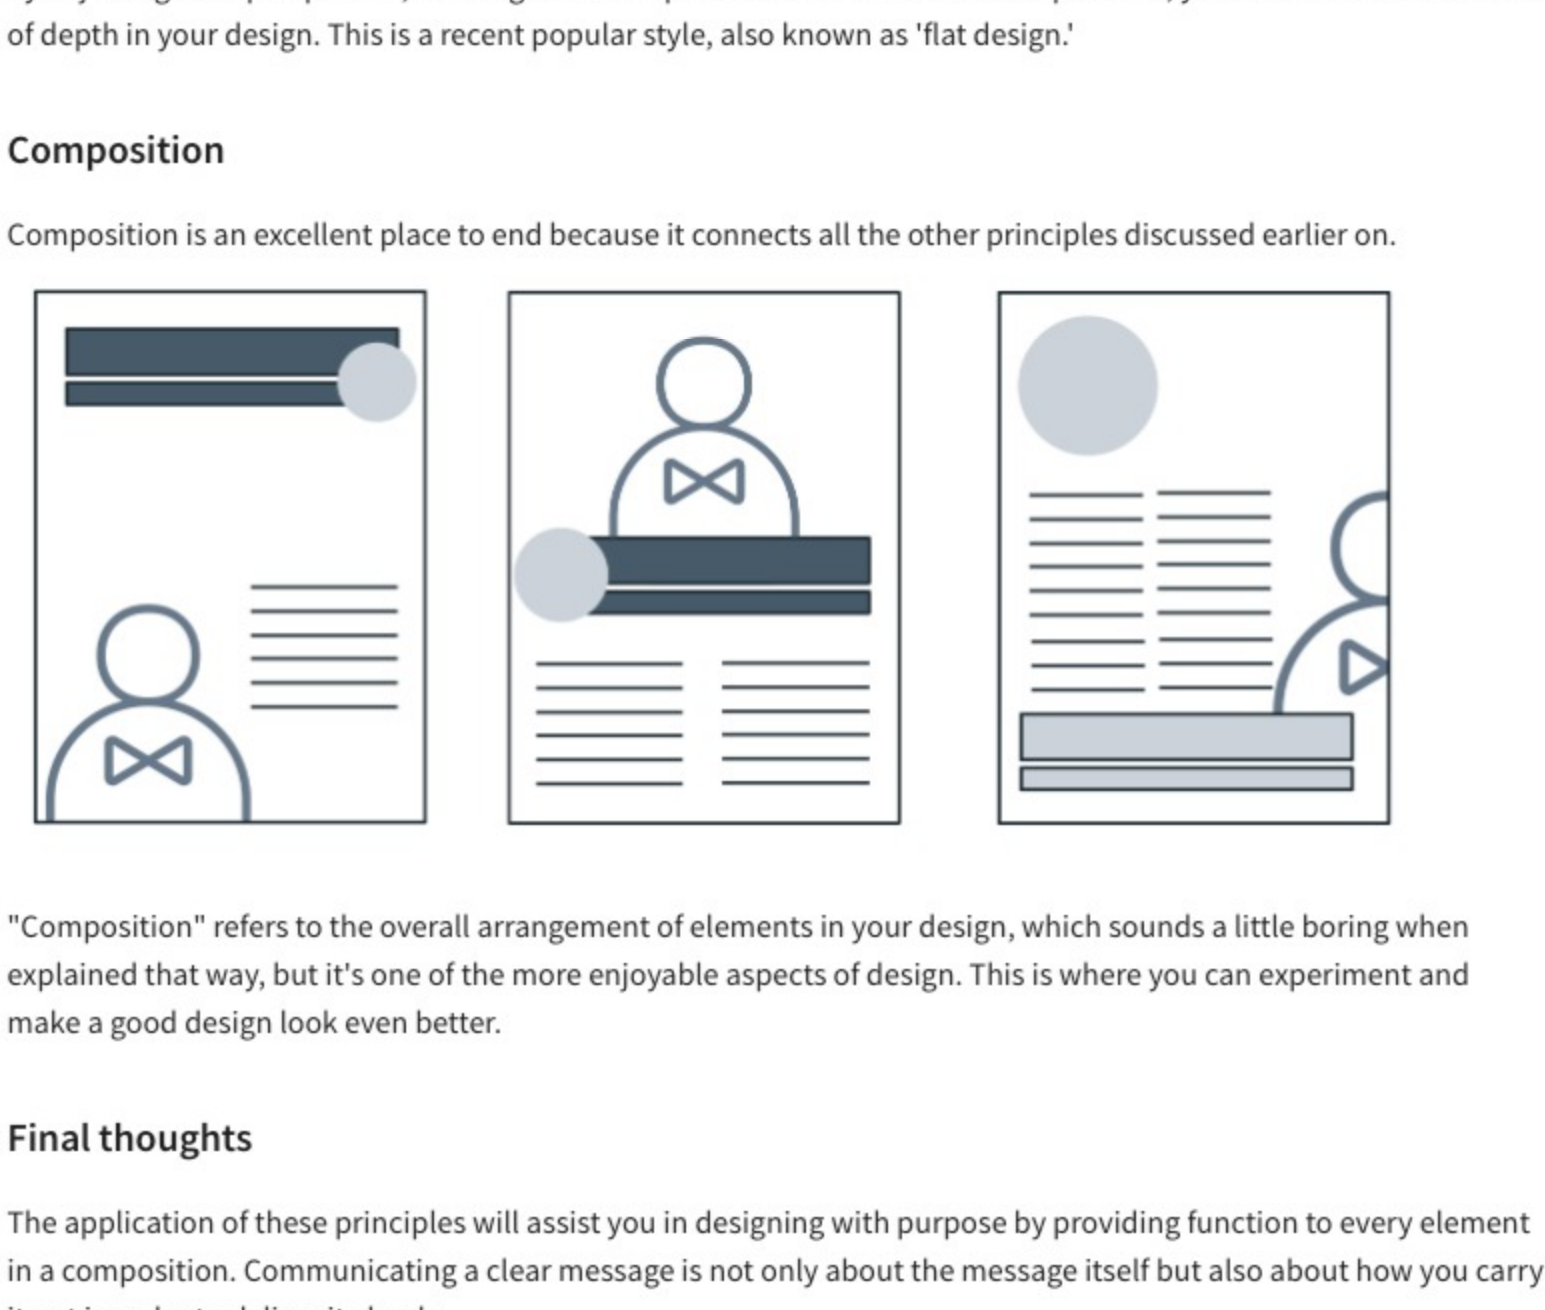 of depth in your design. This is a recent popular style, also known as 'flat design.'
Composition
Composition is an excellent place to end because it connects all the other principles discussed earlier on.
"Composition" refers to the overall arrangement of elements in your design, which sounds a little boring when
explained that way, but it's one of the more enjoyable aspects of design. This is where you can experiment and
make a good design look even better.
Final thoughts
The application of these principles will assist you in designing with purpose by providing function to every element
in a composition. Communicating a clear message is not only about the message itself but also about how you carry